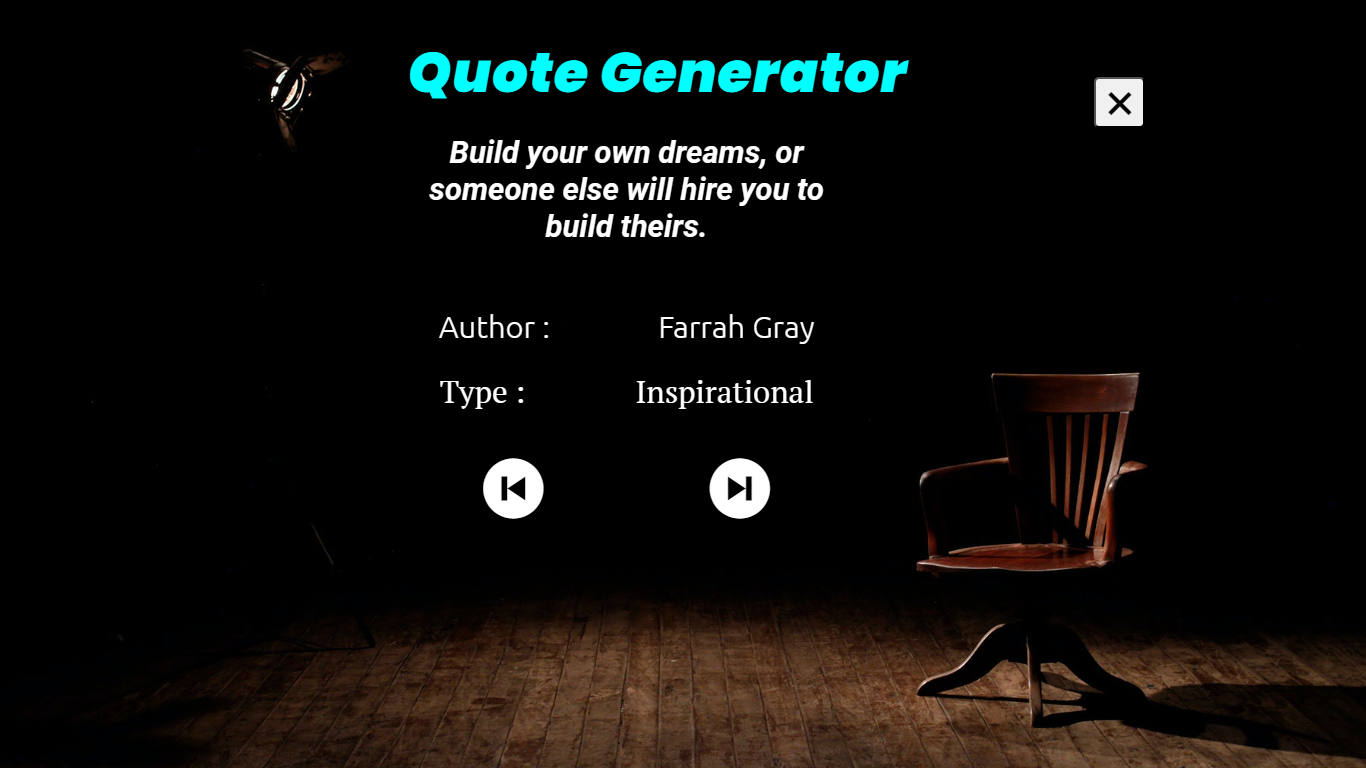 Quote Generator
Build your own dreams, or
someone else will hire you to
build theirs.
Author : Farrah Gray
Type : Inspirational